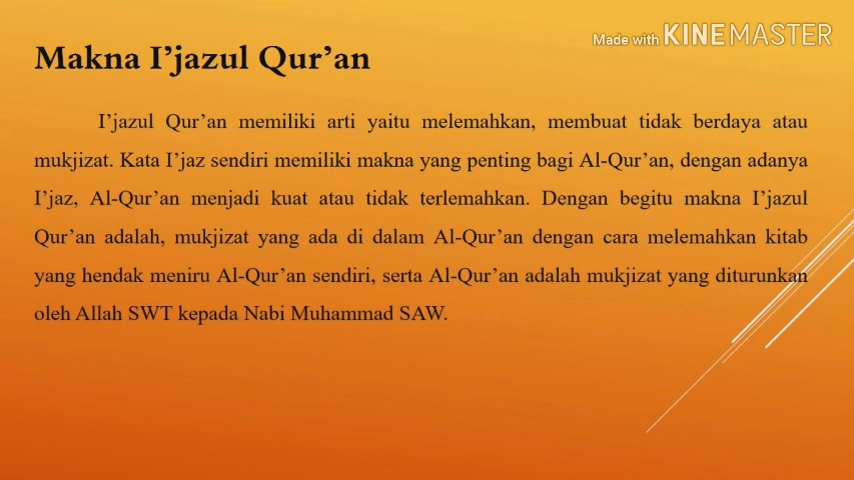 Made with KINEMASTER
Makna I’jazul Qur’an
I’jazul Qur’an memiliki arti yaitu melemahkan, membuat tidak berdaya atau
mukjizat. Kata I’jaz sendiri memiliki makna yang penting bagi Al-Qur’an, dengan adanya
I’jaz, Al-Qur’an menjadi kuat atau tidak terlemahkan. Dengan begitu makna I’jazul
Qur’an adalah, mukjizat yang ada di dalam Al-Qur’an dengan cara melemahkan kitab
yang hendak meniru Al-Qur’an sendiri, serta Al-Qur’an adalah mukjizat yang diturunkan
oleh Allah SWT kepada Nabi Muhammad SAW.